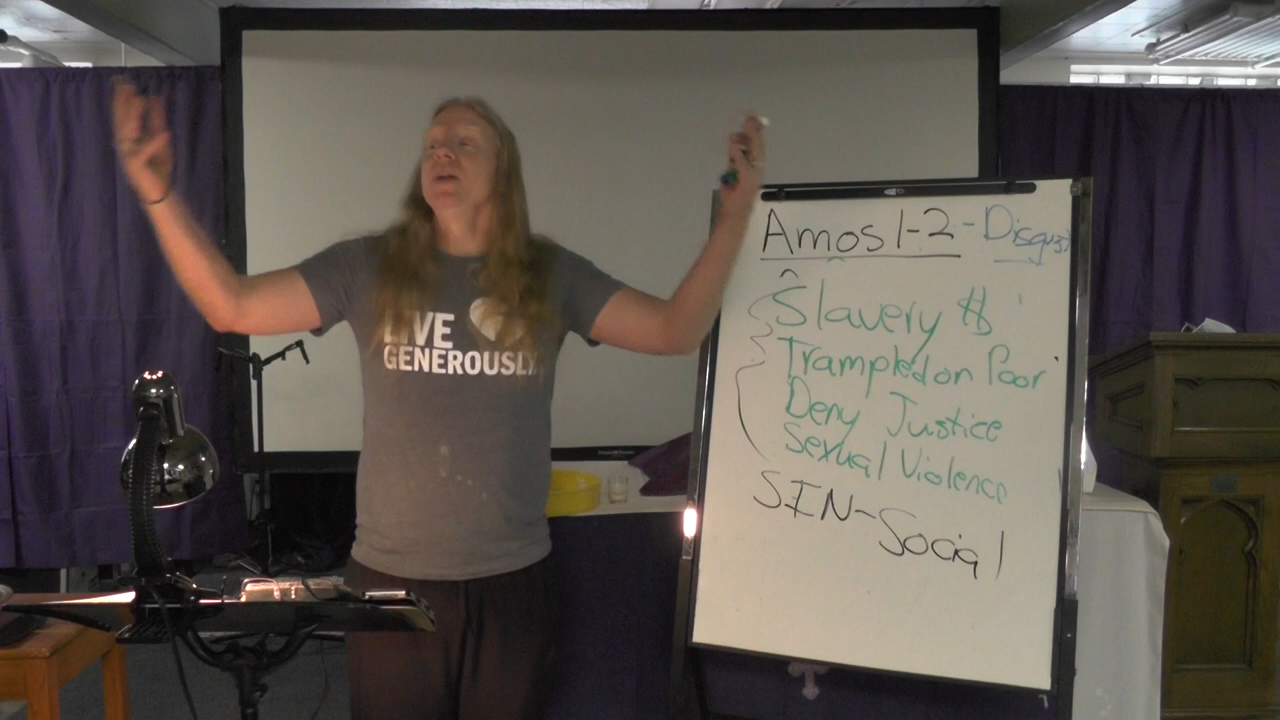 LIVE
GENEROUSLY.
Amos 1-2 - Disgust
Slavery $
Trampled on Poor
Deny Justice
Sexual Violence
SIN - Social